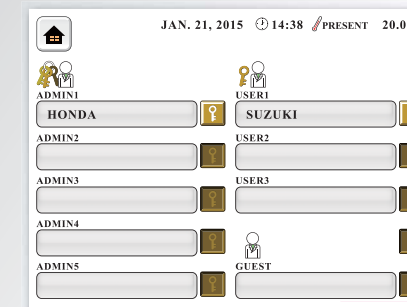 JAN. 21, 2015 14:38 PRESENT 20.0
ADMIN1 USER1
HONDA SUZUKI
ADMIN2 USER2
ADMIN3 USER3
ADMIN4
ADMIN5 GUEST